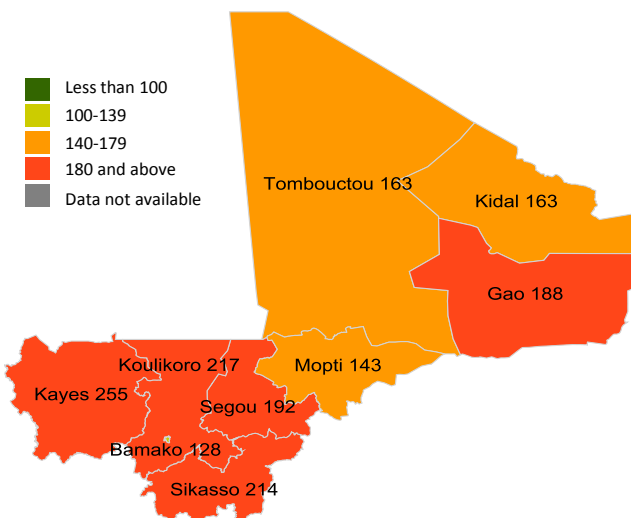 Less than 100
100-139
140-179
180 and above
Data not available
Tombouctou 163
Kidal 163
Gao 188
Mopti 143
Koulikoro 217
Kayes 255
Segou 192
Bamako 128
Sikasso 214